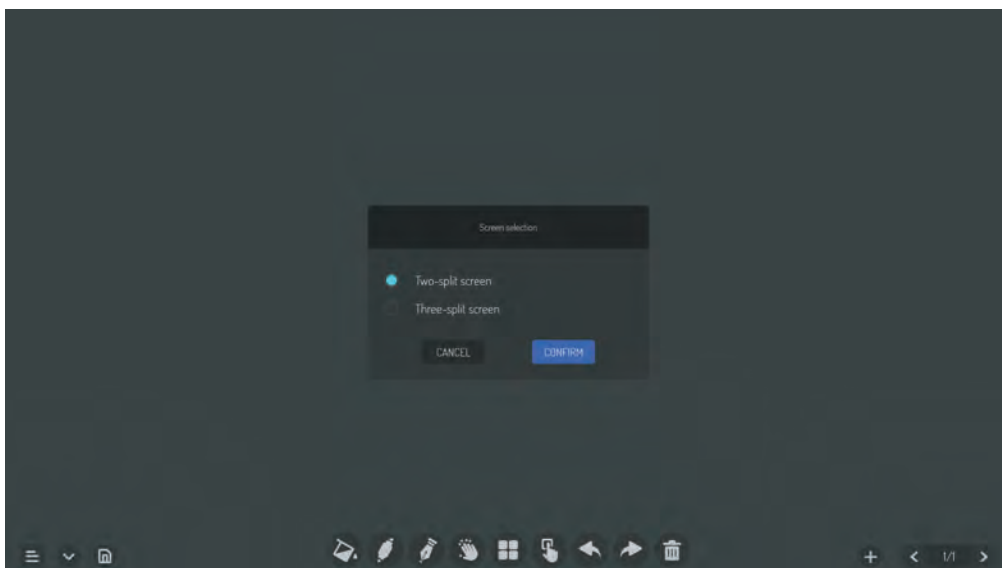 Screen selection
Two-split screen
Three-split screen
CANCEL CONFIRM
1/1